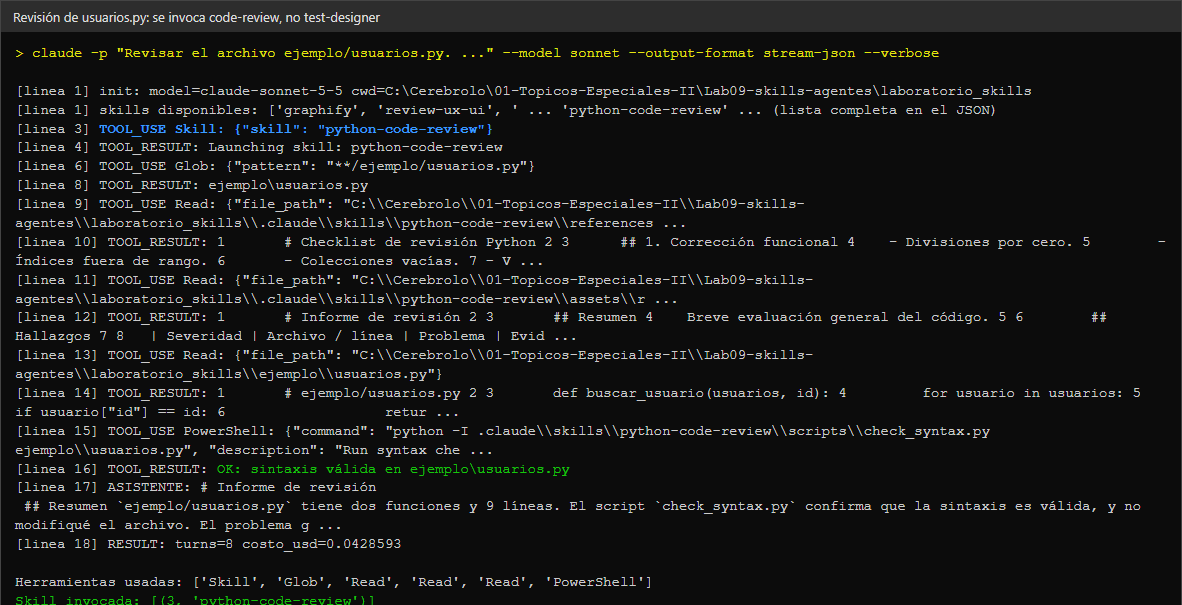 Revisión de usuarios.py: se invoca code-review, no test-designer
> claude -p "Revisar el archivo ejemplo/usuarios.py. ..." --model sonnet --output-format stream-json --verbose
[linea 1] init: model=claude-sonnet-5-5 cwd=C:\Cerebrolo\01-Topicos-Especiales-II\Lab09-skills-agentes\laboratorio_skills
[linea 1] skills disponibles: ['graphify', 'review-ux-ui', ' ... 'python-code-review' ... (lista completa en el JSON)
[linea 3] TOOL_USE Skill: {"skill": "python-code-review"}
[linea 4] TOOL_RESULT: Launching skill: python-code-review
[linea 6] TOOL_USE Glob: {"pattern": "**/ejemplo/usuarios.py"}
[linea 8] TOOL_RESULT: ejemplo\usuarios.py
[linea 9] TOOL_USE Read: {"file_path": "C:\\Cerebrolo\\01-Topicos-Especiales-II\\Lab09-skills-
agentes\\laboratorio_skills\\.claude\\skills\\python-code-review\\references ...
[linea 10] TOOL_RESULT: 1 # Checklist de revisión Python 2 3 ## 1. Corrección funcional 4 - Divisiones por cero. 5 -
Índices fuera de rango. 6 - Colecciones vacías. 7 - V ...
[linea 11] TOOL_USE Read: {"file_path": "C:\\Cerebrolo\\01-Topicos-Especiales-II\\Lab09-skills-
agentes\\laboratorio_skills\\.claude\\skills\\python-code-review\\assets\\r ...
[linea 12] TOOL_RESULT: 1 # Informe de revisión 2 3 ## Resumen 4 Breve evaluación general del código. 5 6 ##
Hallazgos 7 8 | Severidad | Archivo / línea | Problema | Evid ...
[linea 13] TOOL_USE Read: {"file_path": "C:\\Cerebrolo\\01-Topicos-Especiales-II\\Lab09-skills-
agentes\\laboratorio_skills\\ejemplo\\usuarios.py"}
[linea 14] TOOL_RESULT: 1 # ejemplo/usuarios.py 2 3 def buscar_usuario(usuarios, id): 4 for usuario in usuarios: 5
if usuario["id"] == id: 6 retur ...
[linea 15] TOOL_USE PowerShell: {"command": "python -I .claude\\skills\\python-code-review\\scripts\\check_syntax.py
ejemplo\\usuarios.py", "description": "Run syntax che ...
[linea 16] TOOL_RESULT: OK: sintaxis válida en ejemplo\usuarios.py
[linea 17] ASISTENTE: # Informe de revisión
## Resumen `ejemplo/usuarios.py` tiene dos funciones y 9 líneas. El script `check_syntax.py` confirma que la sintaxis es válida, y no
modifiqué el archivo. El problema g ...
[linea 18] RESULT: turns=8 costo_usd=0.0428593
Herramientas usadas: ['Skill', 'Glob', 'Read', 'Read', 'Read', 'PowerShell']
Skill invocada: [(3, 'python-code-review')]